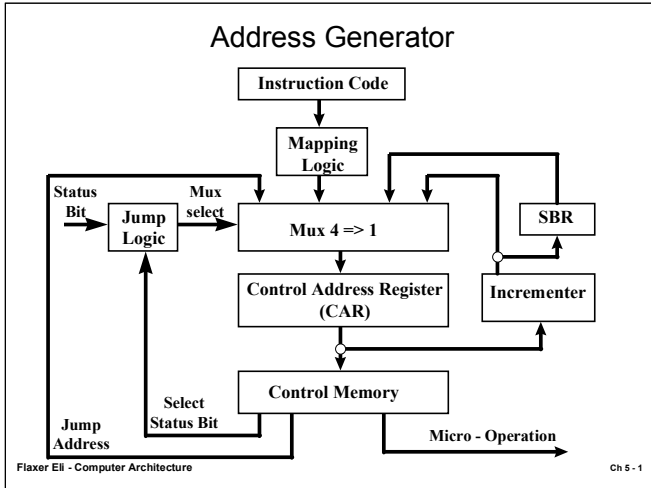 Address Generator
Instruction Code
Mapping
Logic
Status
Bit
Mux
select
Jump
Logic
Mux 4 => 1
SBR
Control Address Register
(CAR)
Incrementer
Control Memory
Select
Status Bit
Jump
Address
Micro - Operation
Flaxer Eli - Computer Architecture
Ch 5 - 1